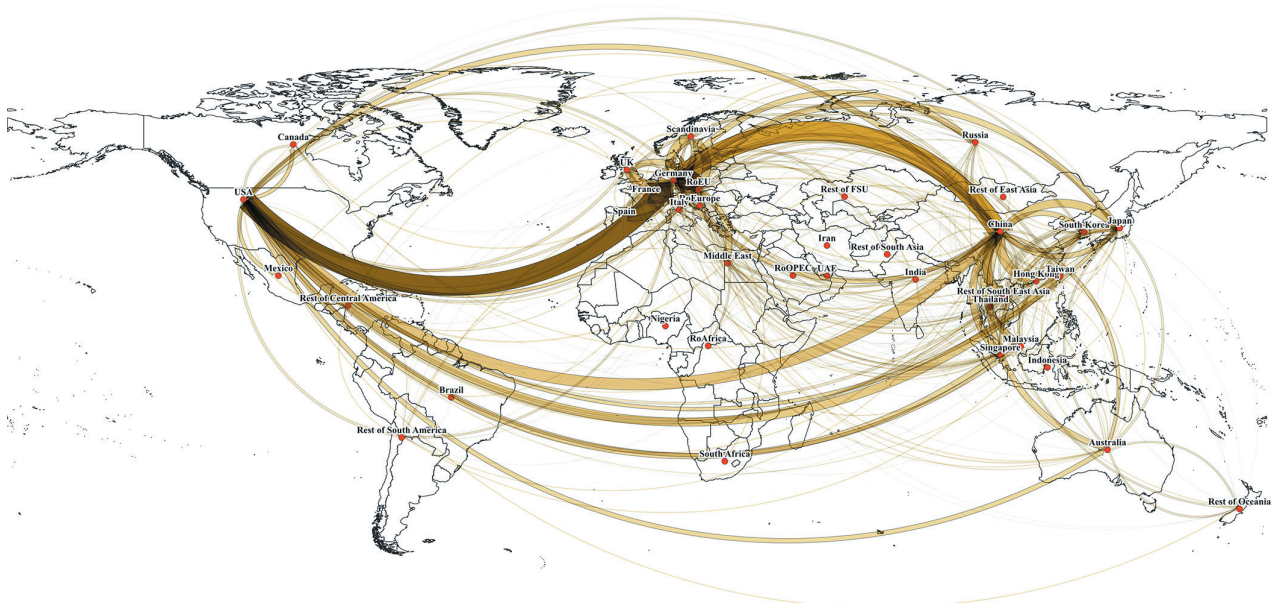 Scandinavia
Canada
Russia
UK
Germany
RoEU
France
USA
Rest of FSU
Rest of East Asia
Italy
RoEurope
Spain
China
South Korea
Japan
Iran
Rest of South Asia
Middle East
Mexico
RoOPEC
UAE
India
Hong Kong
Taiwan
Rest of Central America
Rest of South East Asia
Thailand
Nigeria
RoAfrica
Malaysia
Singapore
Indonesia
Brazil
Rest of South America
Australia
South Africa
Rest of Oceania